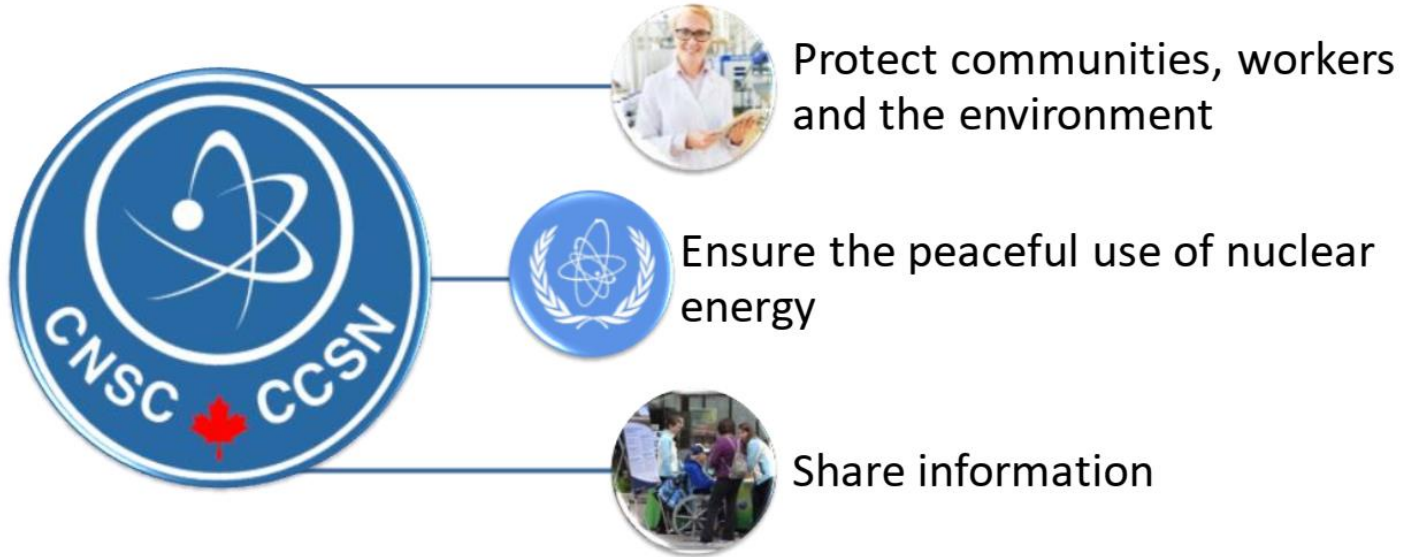 CNSC CCSN
Protect communities, workers
and the environment
Ensure the peaceful use of nuclear
energy
Share information